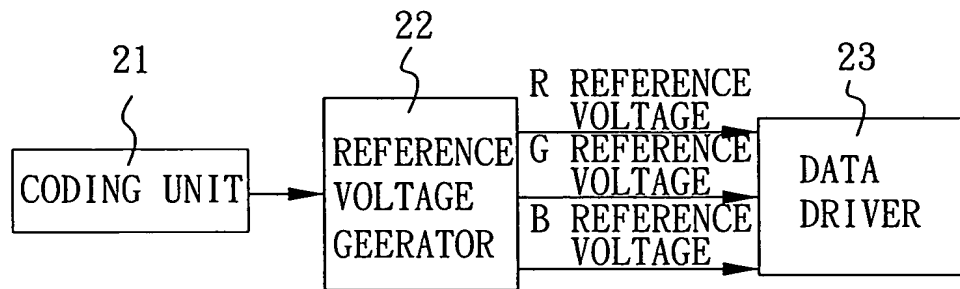 21
CODING UNIT
22
REFERENCE
VOLTAGE
GEERATOR
R REFERENCE
VOLTAGE
G REFERENCE
VOLTAGE
B REFERENCE
VOLTAGE
23
DATA
DRIVER